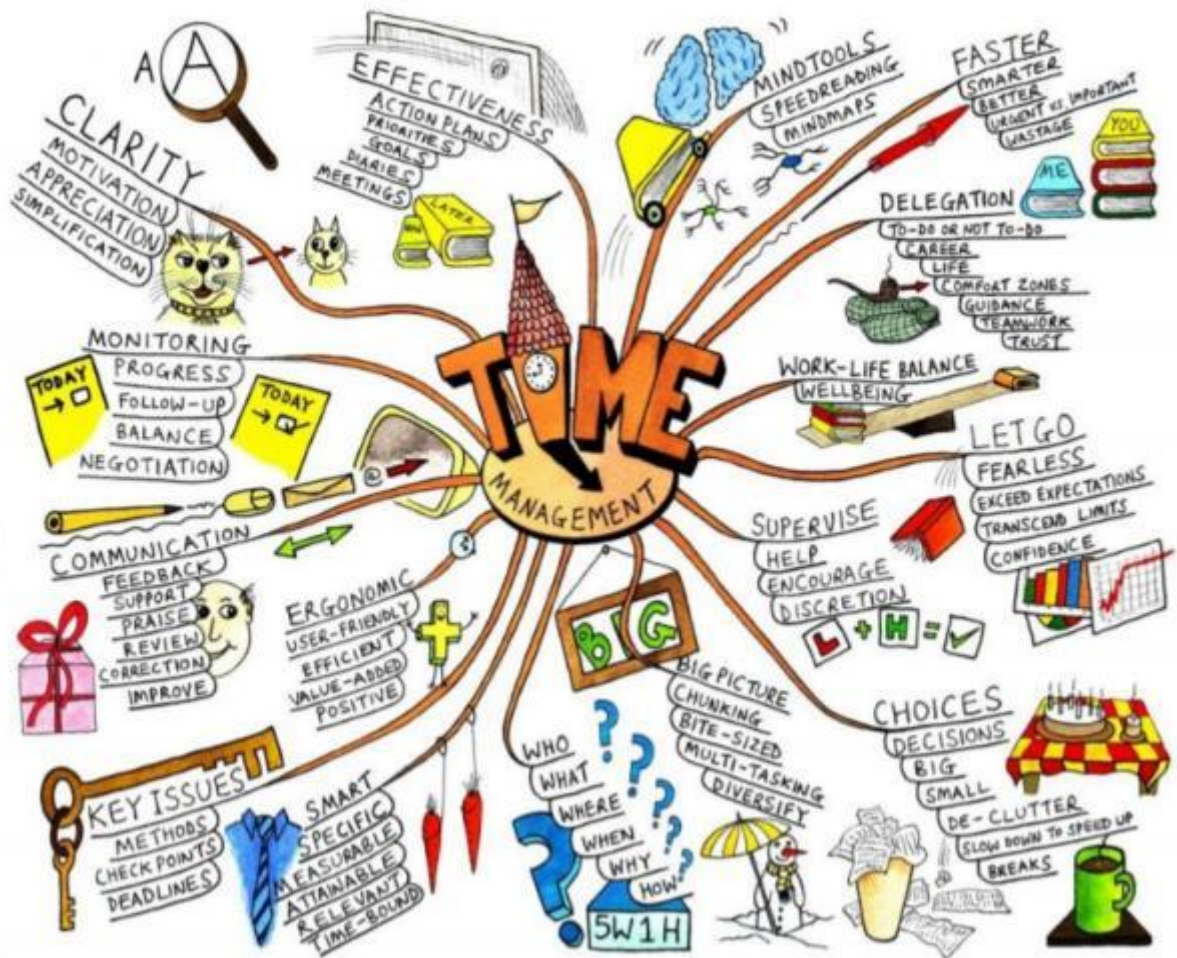 TIME
MANAGEMENT
A A
CLARITY
MOTIVATION
APPRECIATION
SIMPLIFICATION
EFFECTIVENESS
ACTION PLANS
PRIORITIES
GOALS
DIARIES
MEETINGS
NOW
LATER
MINDTOOLS
SPEEDREADING
MINDMAPS
FASTER
SMARTER
BETTER
URGENT vs IMPORTANT
WASTAGE
YOU
ME
DELEGATION
TO-DO OR NOT TO-DO
CAREER
LIFE
COMFORT ZONES
GUIDANCE
TEAMWORK
TRUST
WORK-LIFE BALANCE
WELLBEING
LET GO
FEARLESS
EXCEED EXPECTATIONS
TRANSCEND LIMITS
CONFIDENCE
SUPERVISE
HELP
ENCOURAGE
DISCRETION
L + H =
CHOICES
DECISIONS
BIG
SMALL
DE-CLUTTER
SLOW DOWN TO SPEED UP
BREAKS
BIG
BIG PICTURE
CHUNKING
BITE-SIZED
MULTI-TASKING
DIVERSIFY
WHO
WHAT
WHERE
WHEN
WHY
HOW
? ? ? ? ? ? ?
5W1H
SMART
SPECIFIC
MEASURABLE
ATTAINABLE
RELEVANT
TIME-BOUND
KEY ISSUES
METHODS
CHECK POINTS
DEADLINES
ERGONOMIC
USER-FRIENDLY
EFFICIENT
VALUE-ADDED
POSITIVE
COMMUNICATION
FEEDBACK
SUPPORT
PRAISE
REVIEW
CORRECTION
IMPROVE
@
MONITORING
PROGRESS
FOLLOW-UP
BALANCE
NEGOTIATION
TODAY
TODAY